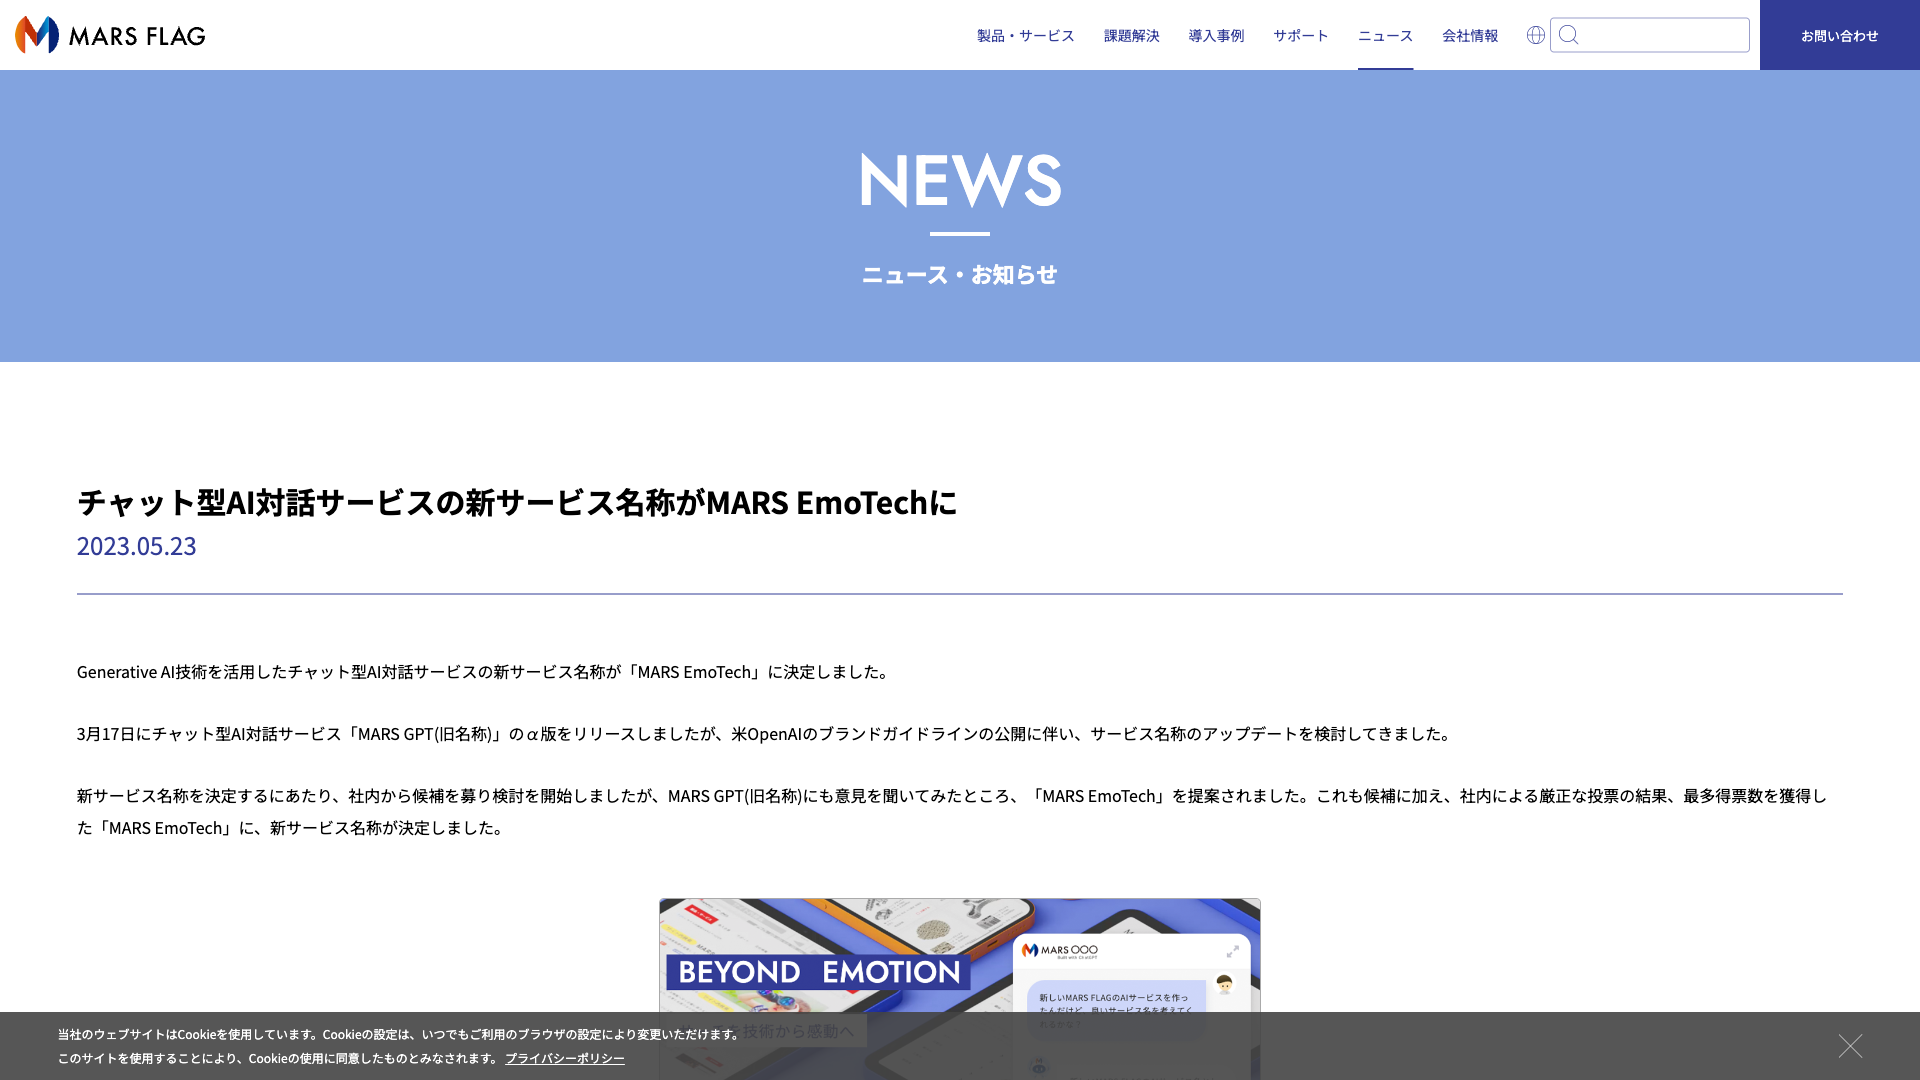 MARS FLAG
製品・サービス 課題解決 導入事例 サポート ニュース 会社情報 お問い合わせ
NEWS
ニュース・お知らせ
チャット型AI対話サービスの新サービス名称がMARS EmoTechに
2023.05.23
Generative AI技術を活用したチャット型AI対話サービスの新サービス名称が「MARS EmoTech」に決定しました。
3月17日にチャット型AI対話サービス「MARS GPT(旧名称)」のα版をリリースしましたが、米OpenAIのブランドガイドラインの公開に伴い、サービス名称のアップデートを検討してきました。
新サービス名称を決定するにあたり、社内から候補を募り検討を開始しましたが、MARS GPT(旧名称)にも意見を聞いてみたところ、「MARS EmoTech」を提案されました。これも候補に加え、社内による厳正な投票の結果、最多得票数を獲得し
た「MARS EmoTech」に、新サービス名称が決定しました。
BEYOND EMOTION
MARS OOO
Built with ChatGPT
新しいMARS FLAGのAIサービスを作っ
たんだけど、良いサービス名を考えてく
れるかな？
技術から感動へ
当社のウェブサイトはCookieを使用しています。Cookieの設定は、いつでもご利用のブラウザの設定により変更いただけます。
このサイトを使用することにより、Cookieの使用に同意したものとみなされます。 プライバシーポリシー